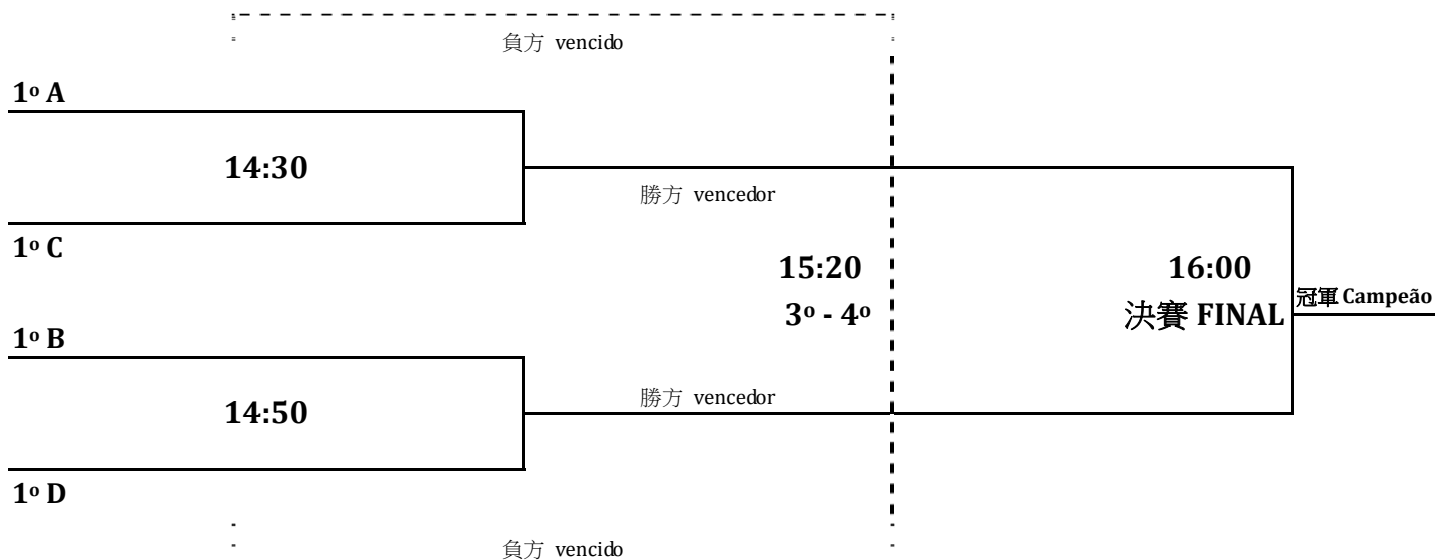 負方 vencido
1º A
14:30
勝方 vencedor
1º C
15:20
16:00
3º - 4º
決賽 FINAL
冠軍 Campeão
1º B
14:50
勝方 vencedor
1º D
負方 vencido